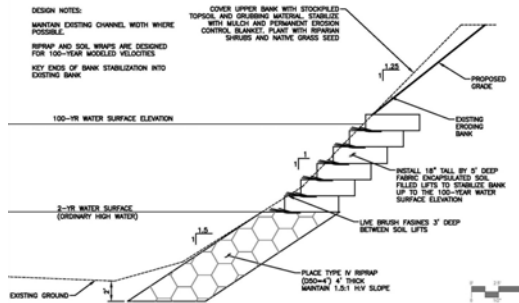 DESIGN NOTES:
MAINTAIN EXISTING CHANNEL WIDTH WHERE
POSSIBLE.
RIPRAP AND SOIL WRAPS ARE DESIGNED
FOR 100-YEAR MODELED VELOCITIES
KEY ENDS OF BANK STABILIZATION INTO
EXISTING BANK
COVER UPPER BANK WITH STOCKPILED
TOPSOIL AND GRUBBING MATERIAL. STABILIZE
WITH MULCH AND PERMANENT EROSION
CONTROL BLANKET. PLANT WITH RIPARIAN
SHRUBS AND NATIVE GRASS SEED
1.25
1
PROPOSED
GRADE
100-YR WATER SURFACE ELEVATION
EXISTING
ERODING
BANK
1
1
INSTALL 18" TALL BY 5' DEEP
FABRIC ENCAPSULATED SOIL
FILLED LIFTS TO STABILIZE BANK
UP TO THE 100-YEAR WATER
SURFACE ELEVATION
2-YR WATER SURFACE
(ORDINARY HIGH WATER)
LIVE BRUSH FASINES 3' DEEP
BETWEEN SOIL LIFTS
1.5
1
PLACE TYPE IV RIPRAP
(D50=4") 4' THICK
MAINTAIN 1.5:1 H:V SLOPE
EXISTING GROUND
2'